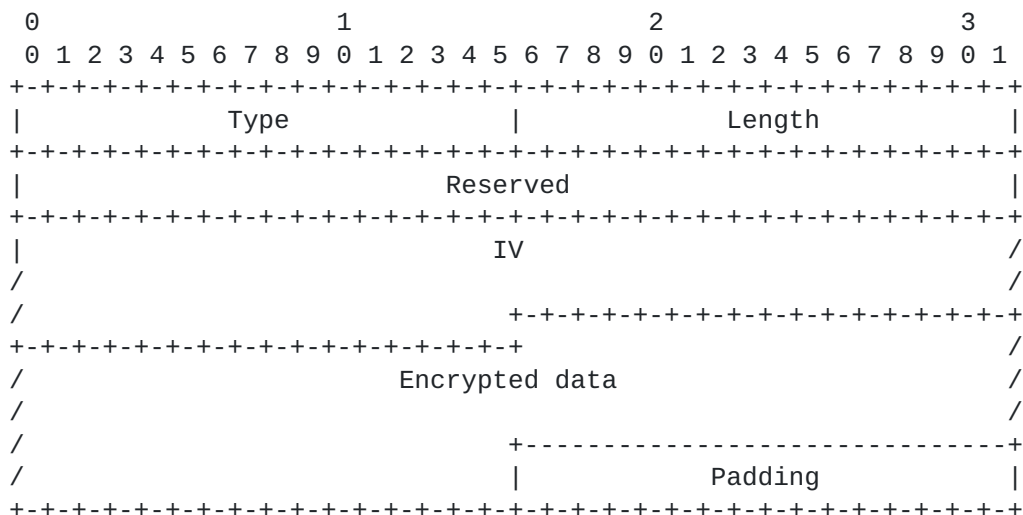 0                   1                   2                   3
 0 1 2 3 4 5 6 7 8 9 0 1 2 3 4 5 6 7 8 9 0 1 2 3 4 5 6 7 8 9 0 1
+-+-+-+-+-+-+-+-+-+-+-+-+-+-+-+-+-+-+-+-+-+-+-+-+-+-+-+-+-+-+-+-+
|             Type              |             Length            |
+-+-+-+-+-+-+-+-+-+-+-+-+-+-+-+-+-+-+-+-+-+-+-+-+-+-+-+-+-+-+-+-+
|                           Reserved                            |
+-+-+-+-+-+-+-+-+-+-+-+-+-+-+-+-+-+-+-+-+-+-+-+-+-+-+-+-+-+-+-+-+
|                              IV                               /
/                                                               /
/                               +-+-+-+-+-+-+-+-+-+-+-+-+-+-+-+-+
+-+-+-+-+-+-+-+-+-+-+-+-+-+-+-+-+                               /
/                        Encrypted data                         /
/                                                               /
/                               +-------------------------------+
/                               |            Padding            |
+-+-+-+-+-+-+-+-+-+-+-+-+-+-+-+-+-+-+-+-+-+-+-+-+-+-+-+-+-+-+-+-+